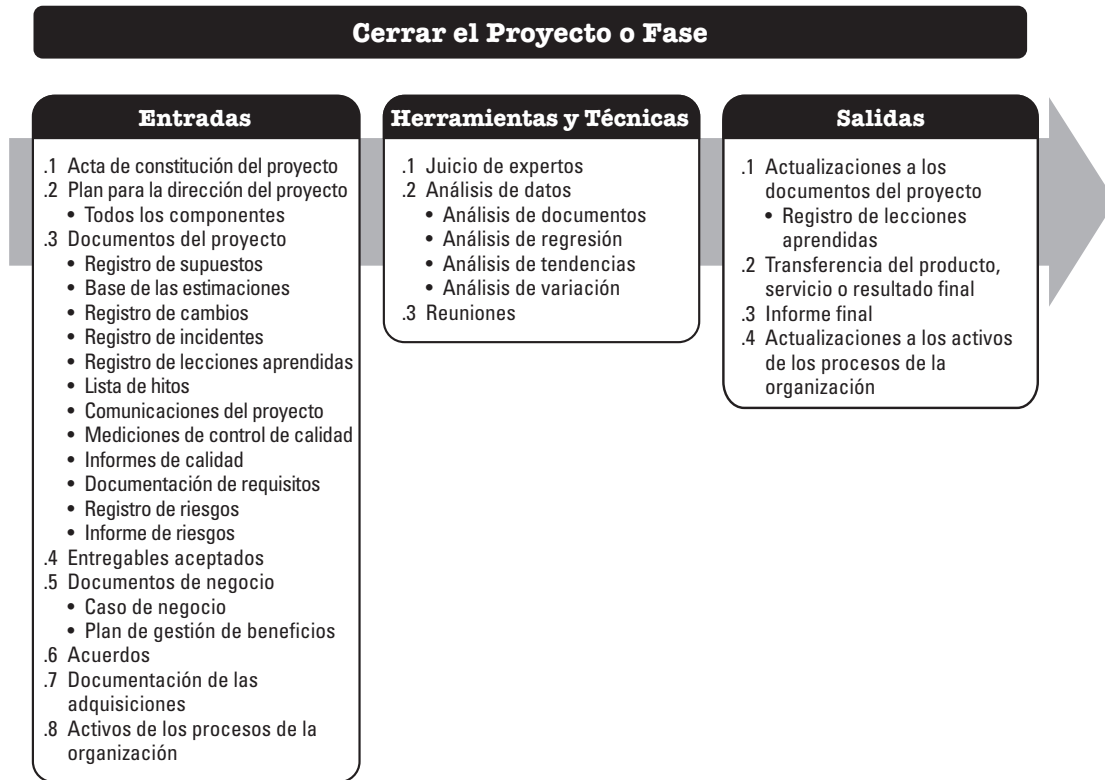 Cerrar el Proyecto o Fase
Entradas
.1 Acta de constitución del proyecto
.2 Plan para la dirección del proyecto
• Todos los componentes
.3 Documentos del proyecto
• Registro de supuestos
• Base de las estimaciones
• Registro de cambios
• Registro de incidentes
• Registro de lecciones aprendidas
• Lista de hitos
• Comunicaciones del proyecto
• Mediciones de control de calidad
• Informes de calidad
• Documentación de requisitos
• Registro de riesgos
• Informe de riesgos
.4 Entregables aceptados
.5 Documentos de negocio
• Caso de negocio
• Plan de gestión de beneficios
.6 Acuerdos
.7 Documentación de las
adquisiciones
.8 Activos de los procesos de la
organización
Herramientas y Técnicas
.1 Juicio de expertos
.2 Análisis de datos
• Análisis de documentos
• Análisis de regresión
• Análisis de tendencias
• Análisis de variación
.3 Reuniones
Salidas
.1 Actualizaciones a los
documentos del proyecto
• Registro de lecciones
aprendidas
.2 Transferencia del producto,
servicio o resultado final
.3 Informe final
.4 Actualizaciones a los activos
de los procesos de la
organización